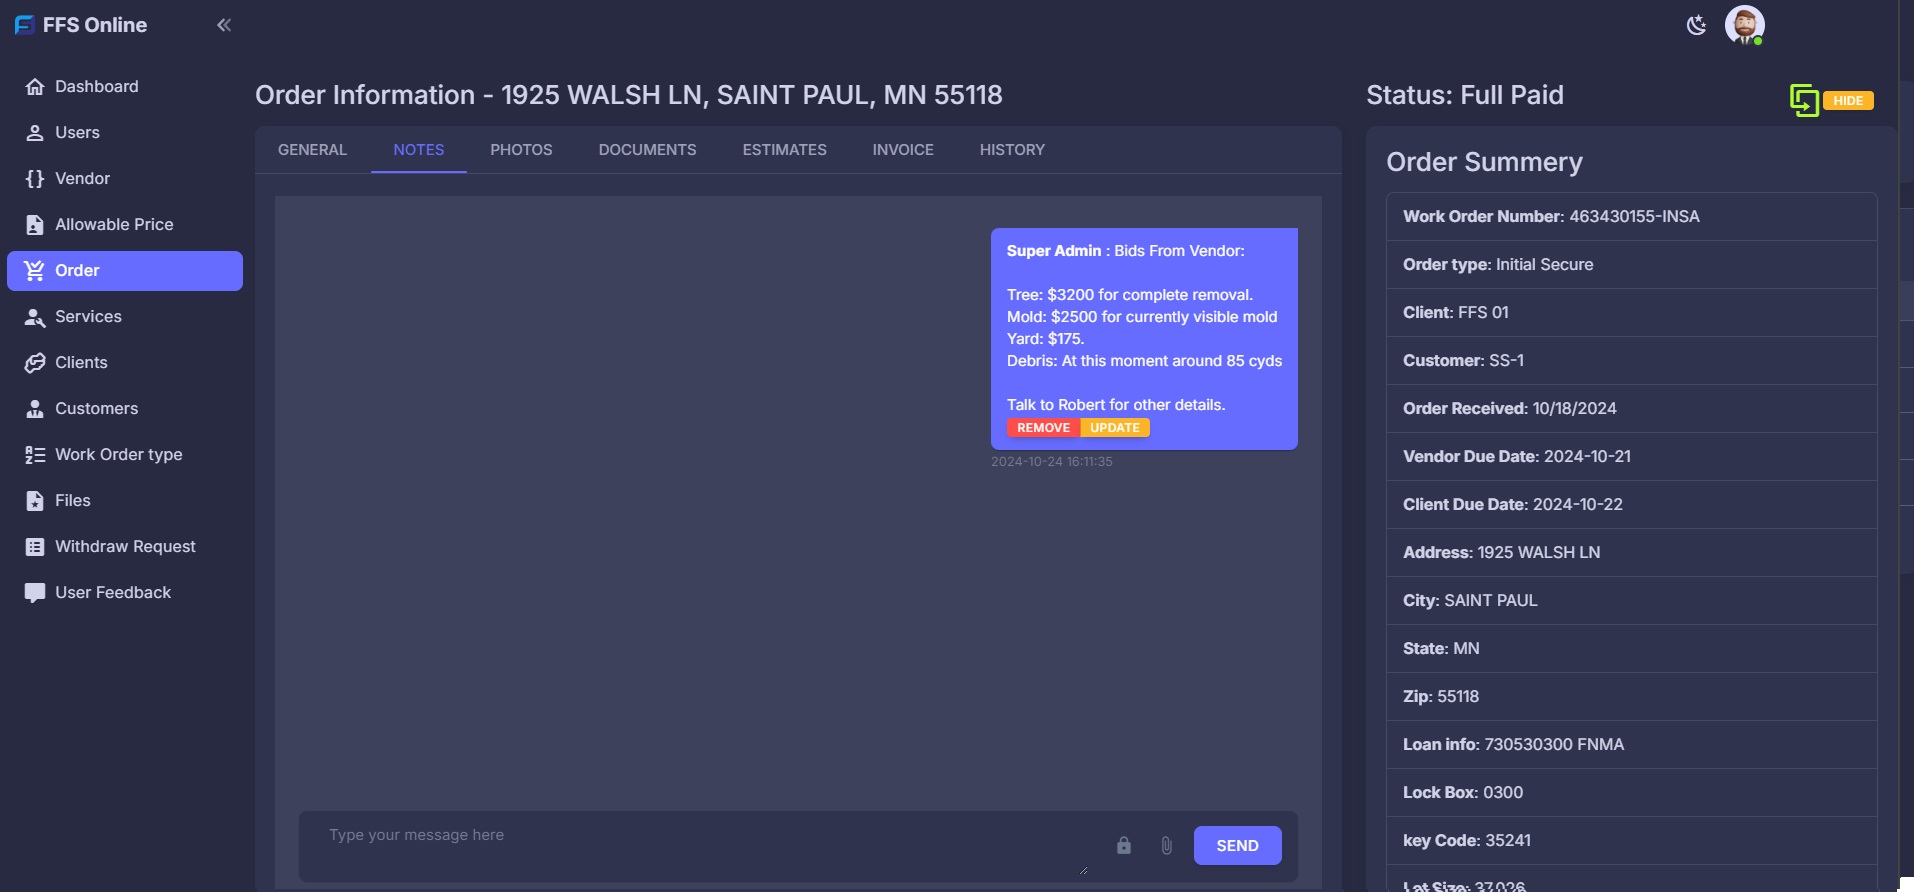 FFS Online
Dashboard
Users
Vendor
Allowable Price
Order
Services
Clients
Customers
Work Order type
Files
Withdraw Request
User Feedback
Order Information - 1925 WALSH LN, SAINT PAUL, MN 55118
GENERAL NOTES PHOTOS DOCUMENTS ESTIMATES INVOICE HISTORY
Super Admin : Bids From Vendor:
Tree: $3200 for complete removal.
Mold: $2500 for currently visible mold
Yard: $175.
Debris: At this moment around 85 cyds
Talk to Robert for other details.
REMOVE UPDATE
2024-10-24 16:11:35
Type your message here
SEND
Status: Full Paid
HIDE
Order Summery
Work Order Number: 463430155-INSA
Order type: Initial Secure
Client: FFS 01
Customer: SS-1
Order Received: 10/18/2024
Vendor Due Date: 2024-10-21
Client Due Date: 2024-10-22
Address: 1925 WALSH LN
City: SAINT PAUL
State: MN
Zip: 55118
Loan info: 730530300 FNMA
Lock Box: 0300
key Code: 35241
Lot Size: 37,026